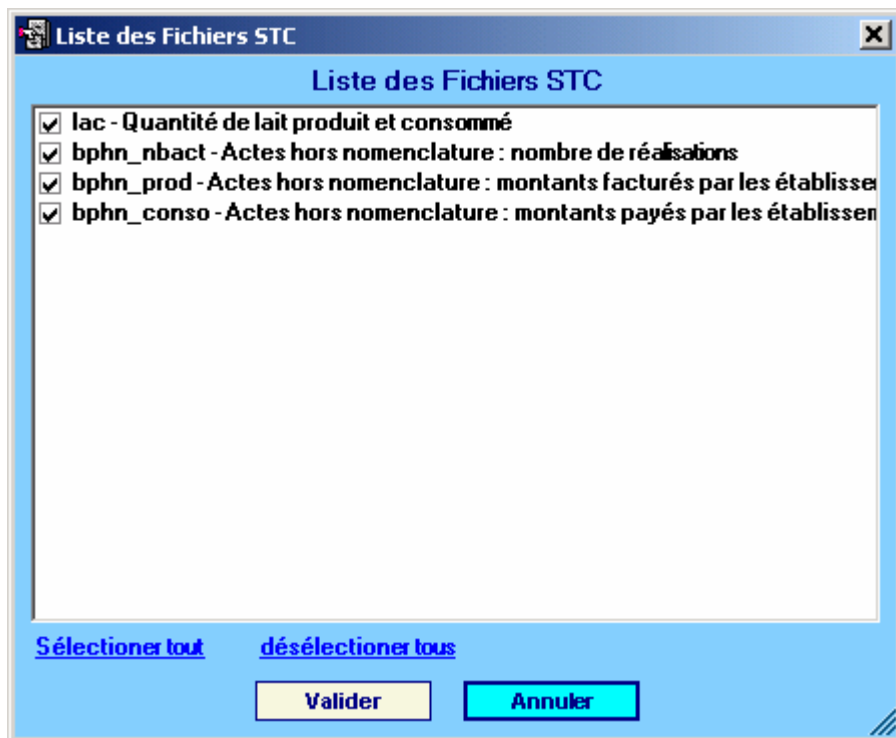 Liste des Fichiers STC
Liste des Fichiers STC
lac - Quantité de lait produit et consommé
bphn_nbact - Actes hors nomenclature : nombre de réalisations
bphn_prod - Actes hors nomenclature : montants facturés par les établisse
bphn_conso - Actes hors nomenclature : montants payés par les établissem
Sélectioner tout désélectioner tous
Valider Annuler